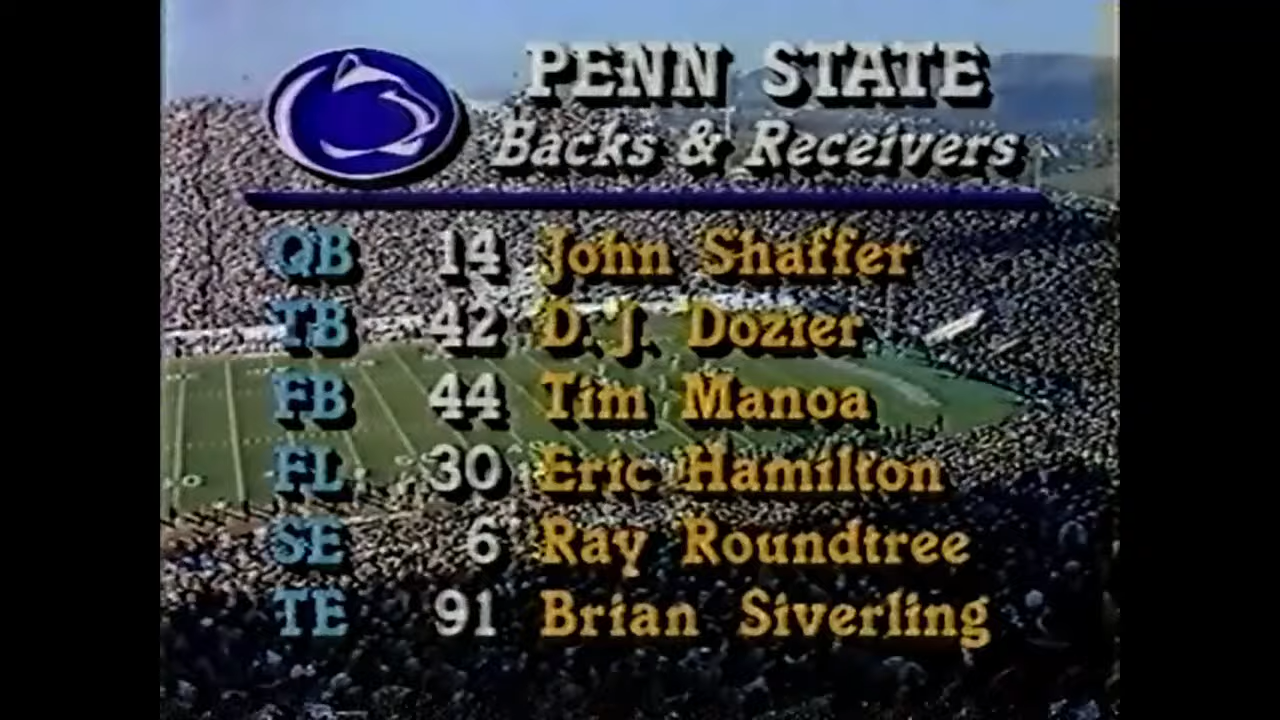 PENN STATE
Backs & Receivers
QB 14 John Shaffer
TB 42 D.J. Dozier
FB 44 Tim Manoa
FL 30 Eric Hamilton
SE 6 Ray Roundtree
TE 91 Brian Siverling